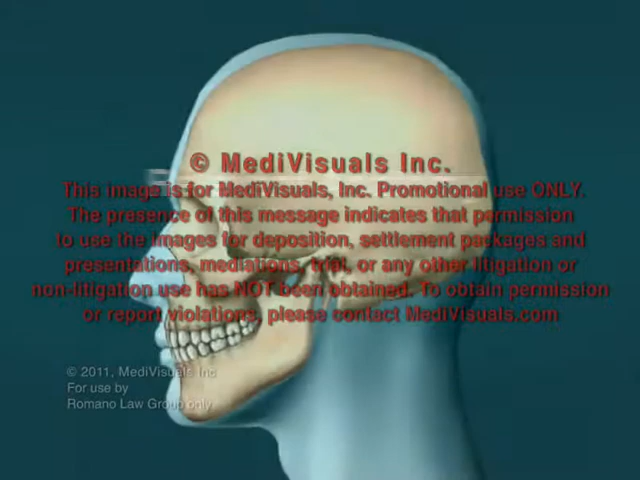 © MediVisuals Inc.
This image is for MediVisuals, Inc. Promotional use ONLY.
The presence of this message indicates that permission
to use the images for deposition, settlement packages and
presentations, mediations, trial, or any other litigation or
non-litigation use has NOT been obtained. To obtain permission
or report violations, please contact MediVisuals.com
© 2011, MediVisuals Inc
For use by
Romano Law Group only